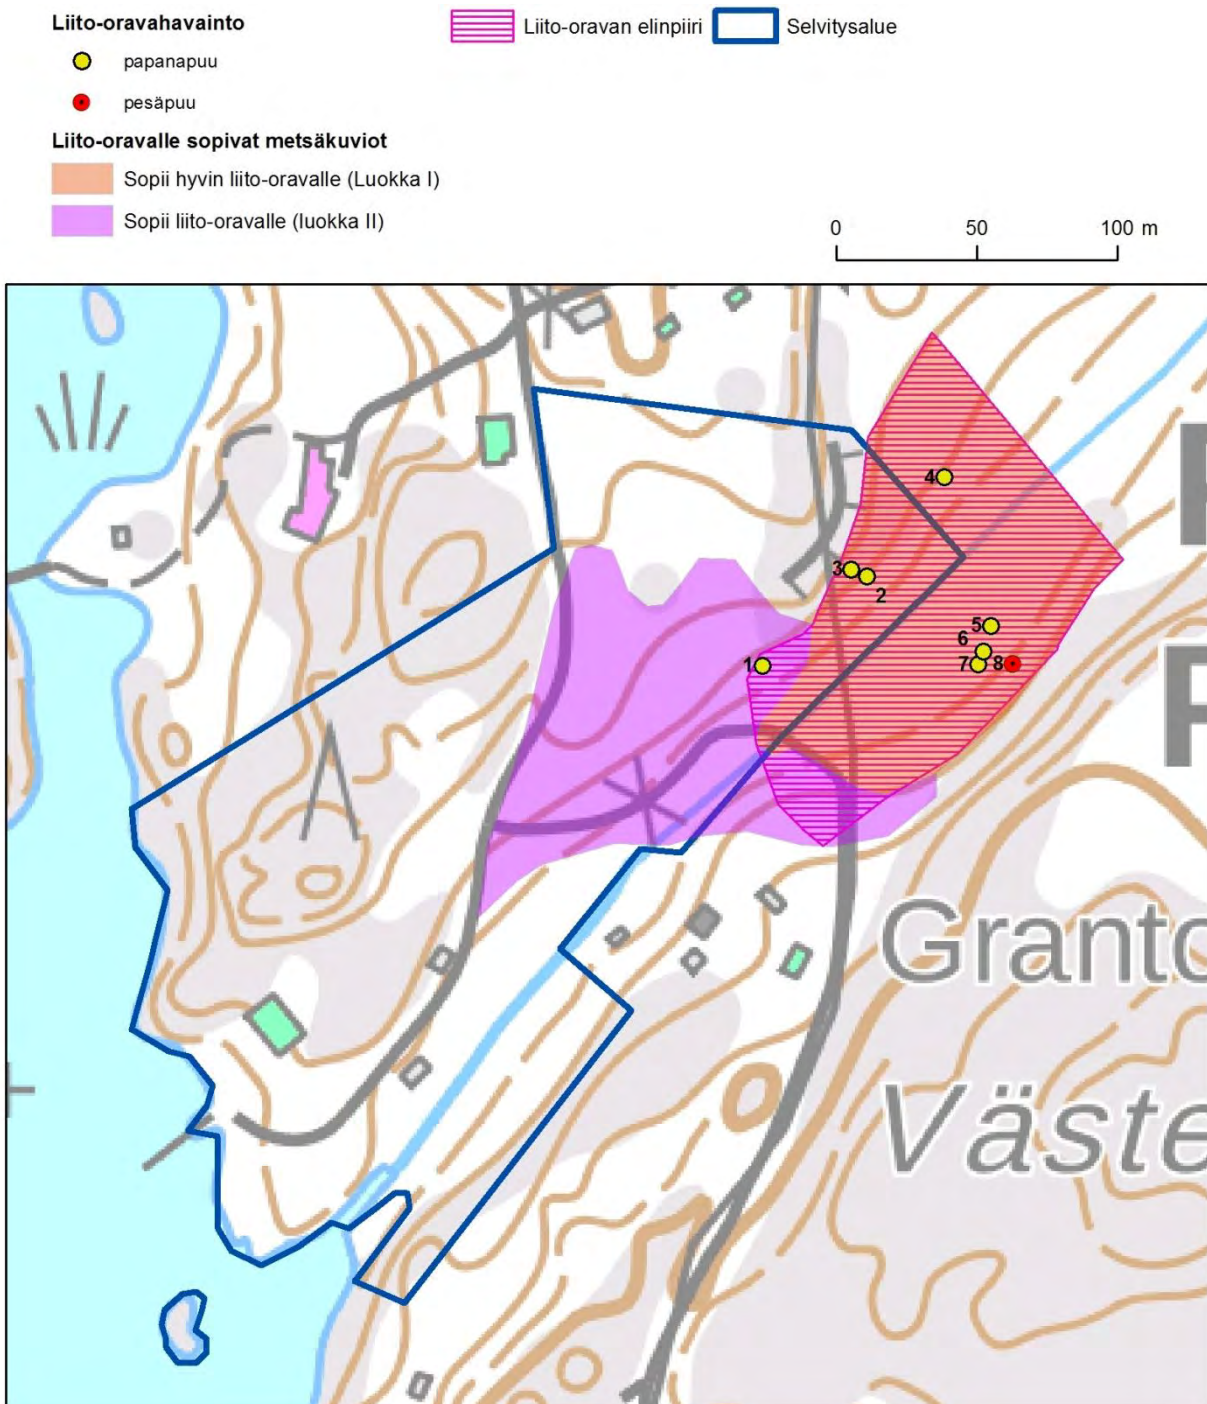 Liito-oravahavainto
papanapuu
pesäpuu
Liito-oravalle sopivat metsäkuviot
Sopii hyvin liito-oravalle (Luokka I)
Sopii liito-oravalle (luokka II)
Liito-oravan elinpiiri
Selvitysalue
0 50 100 m
4
3
2
5
6
1
7 8
Grantc
Väste